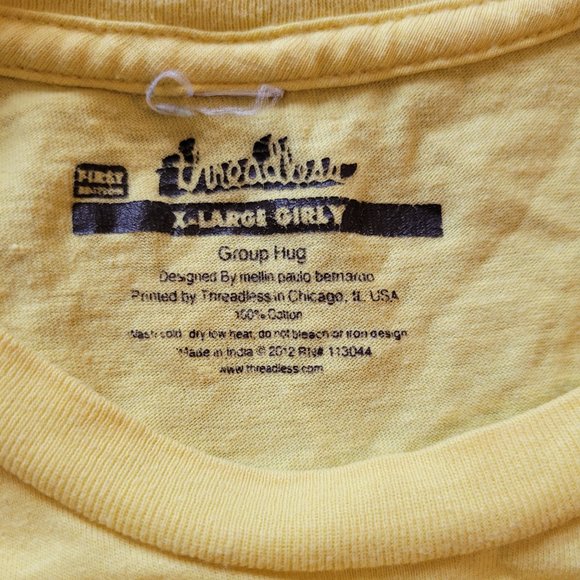 threadless
FIRST
EDITION
X-LARGE GIRLY
Group Hug
Designed By mellin paulo bernardo
Printed by Threadless in Chicago, IL USA
100% Cotton
Wash cold, dry low heat, do not bleach or iron design
Made in India © 2012 RN# 113044
www.threadless.com